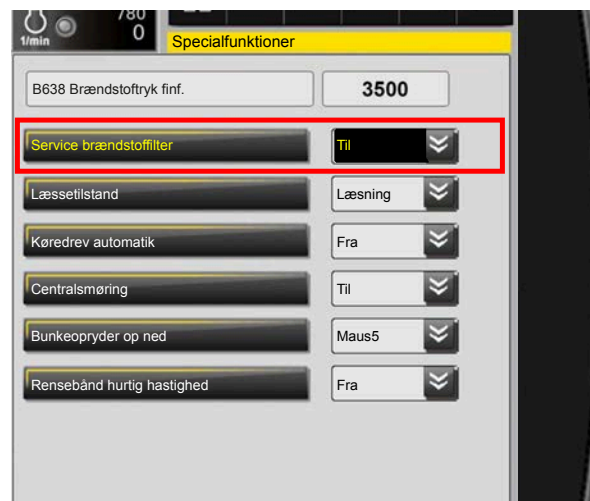 780
1/min 0
Specialfunktioner
B638 Brændstoftryk finf. 3500
Service brændstoffilter Til
Læssetilstand Læsning
Køredrev automatik Fra
Centralsmøring Til
Bunkeopryder op ned Maus5
Rensebånd hurtig hastighed Fra